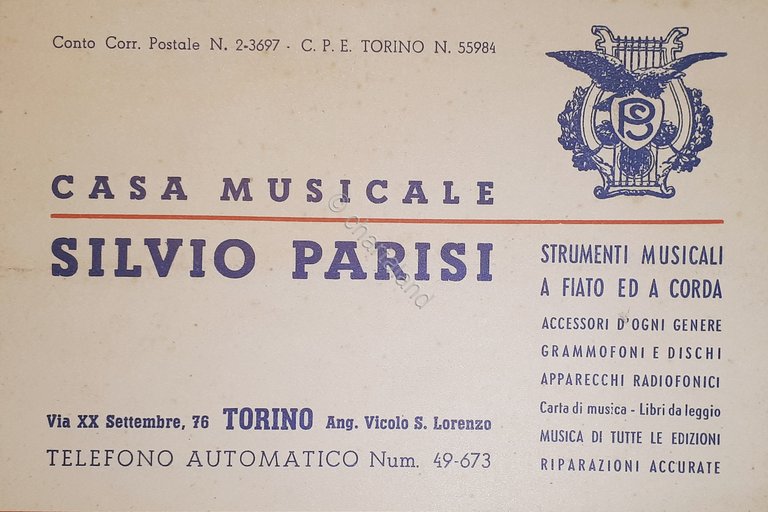 Conto Corr. Postale N. 2-3697 - C. P. E. TORINO N. 55984
PS
CASA MUSICALE
SILVIO PARISI
STRUMENTI MUSICALI
A FIATO ED A CORDA
ACCESSORI D'OGNI GENERE
GRAMMOFONI E DISCHI
APPARECCHI RADIOFONICI
Carta di musica - Libri da leggio
MUSICA DI TUTTE LE EDIZIONI
RIPARAZIONI ACCURATE
Via XX Settembre, 76 TORINO Ang. Vicolo S. Lorenzo
TELEFONO AUTOMATICO Num. 49-673